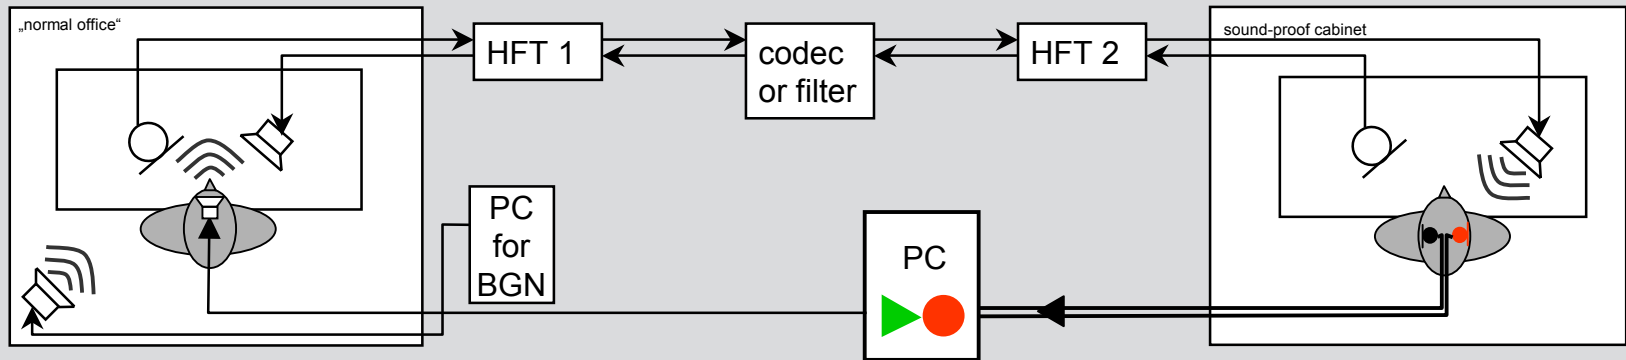 „normal office“
HFT 1
codec
or filter
HFT 2
sound-proof cabinet
PC
for
BGN
PC